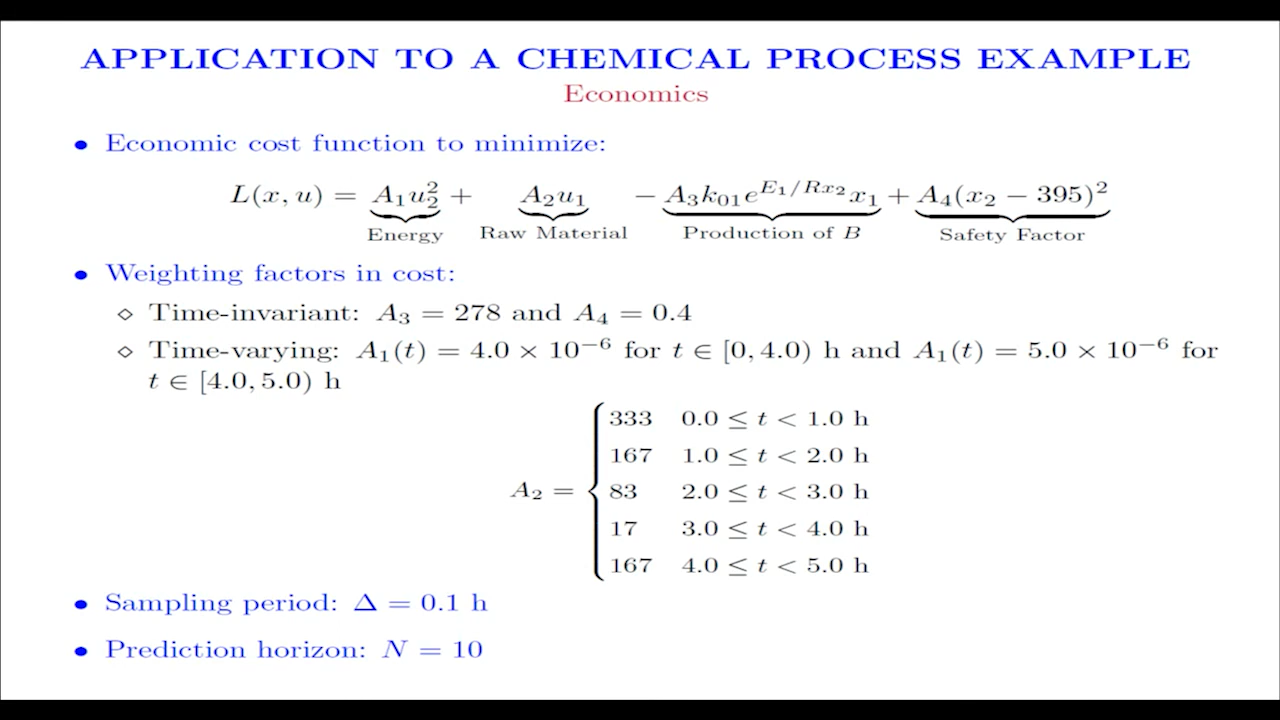 APPLICATION TO A CHEMICAL PROCESS EXAMPLE
Economics
• Economic cost function to minimize:
L(x, u) = A₁u₂² + A₂u₁ − A₃k₀₁e^{E₁/Rx₂}x₁ + A₄(x₂ − 395)²
Energy Raw Material Production of B Safety Factor
• Weighting factors in cost:
⋄ Time-invariant: A₃ = 278 and A₄ = 0.4
⋄ Time-varying: A₁(t) = 4.0 × 10⁻⁶ for t ∈ [0, 4.0) h and A₁(t) = 5.0 × 10⁻⁶ for
t ∈ [4.0, 5.0) h
333 0.0 ≤ t < 1.0 h
167 1.0 ≤ t < 2.0 h
A₂ = { 83 2.0 ≤ t < 3.0 h
17 3.0 ≤ t < 4.0 h
167 4.0 ≤ t < 5.0 h
• Sampling period: Δ = 0.1 h
• Prediction horizon: N = 10